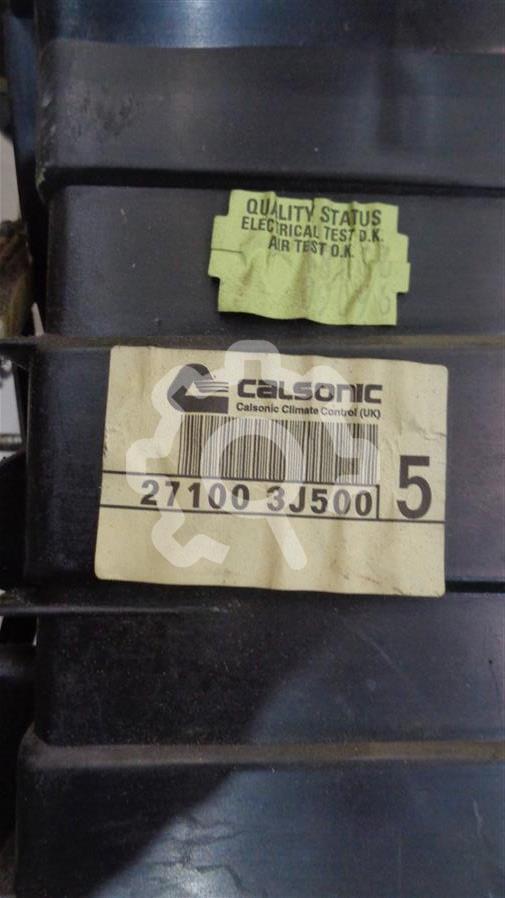 QUALITY STATUS
ELECTRICAL TEST O.K.
AIR TEST O.K.
CALSONIC
Calsonic Climate Control (UK)
27100 3J500 5